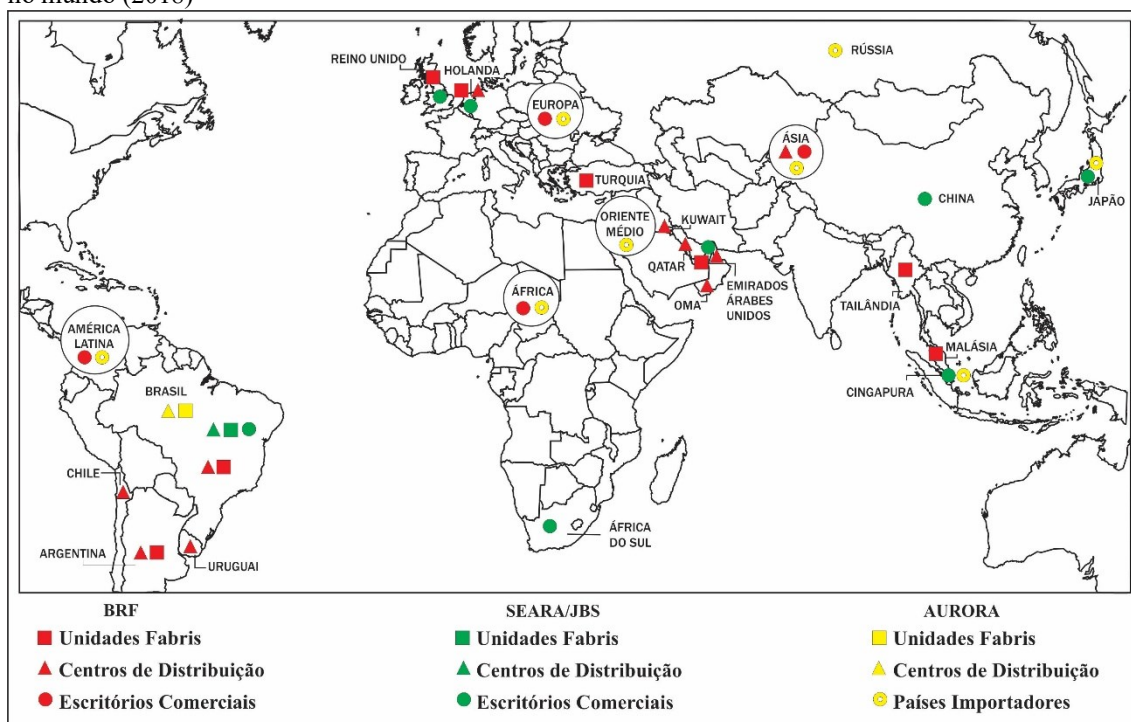 no mundo (2018)
RÚSSIA
REINO UNIDO
HOLANDA
EUROPA
ÁSIA
TURQUIA
CHINA
JAPÃO
ORIENTE
MÉDIO
KUWAIT
QATAR
EMIRADOS
ÁRABES
UNIDOS
OMA
TAILÂNDIA
ÁFRICA
AMÉRICA
LATINA
MALÁSIA
CINGAPURA
BRASIL
CHILE
ÁFRICA
DO SUL
ARGENTINA
URUGUAI
BRF
Unidades Fabris
Centros de Distribuição
Escritórios Comerciais
SEARA/JBS
Unidades Fabris
Centros de Distribuição
Escritórios Comerciais
AURORA
Unidades Fabris
Centros de Distribuição
Países Importadores